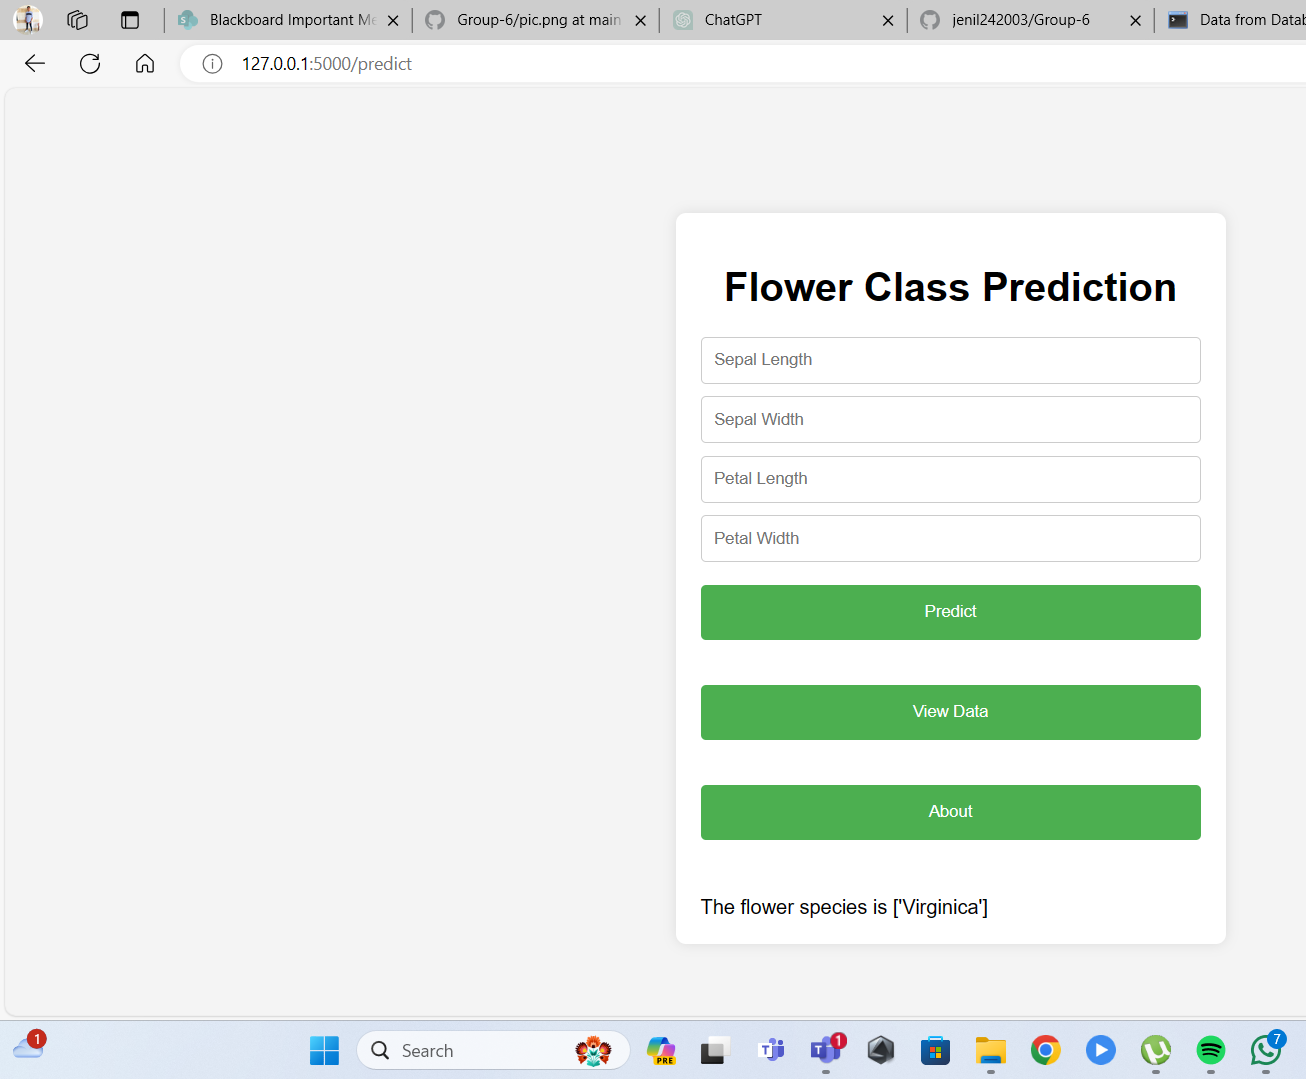 Blackboard Important Me
Group-6/pic.png at main
ChatGPT
jenil242003/Group-6
Data from Datab
127.0.0.1:5000/predict
Flower Class Prediction
Sepal Length
Sepal Width
Petal Length
Petal Width
Predict
View Data
About
The flower species is ['Virginica']
1
Search
PRE
1
7